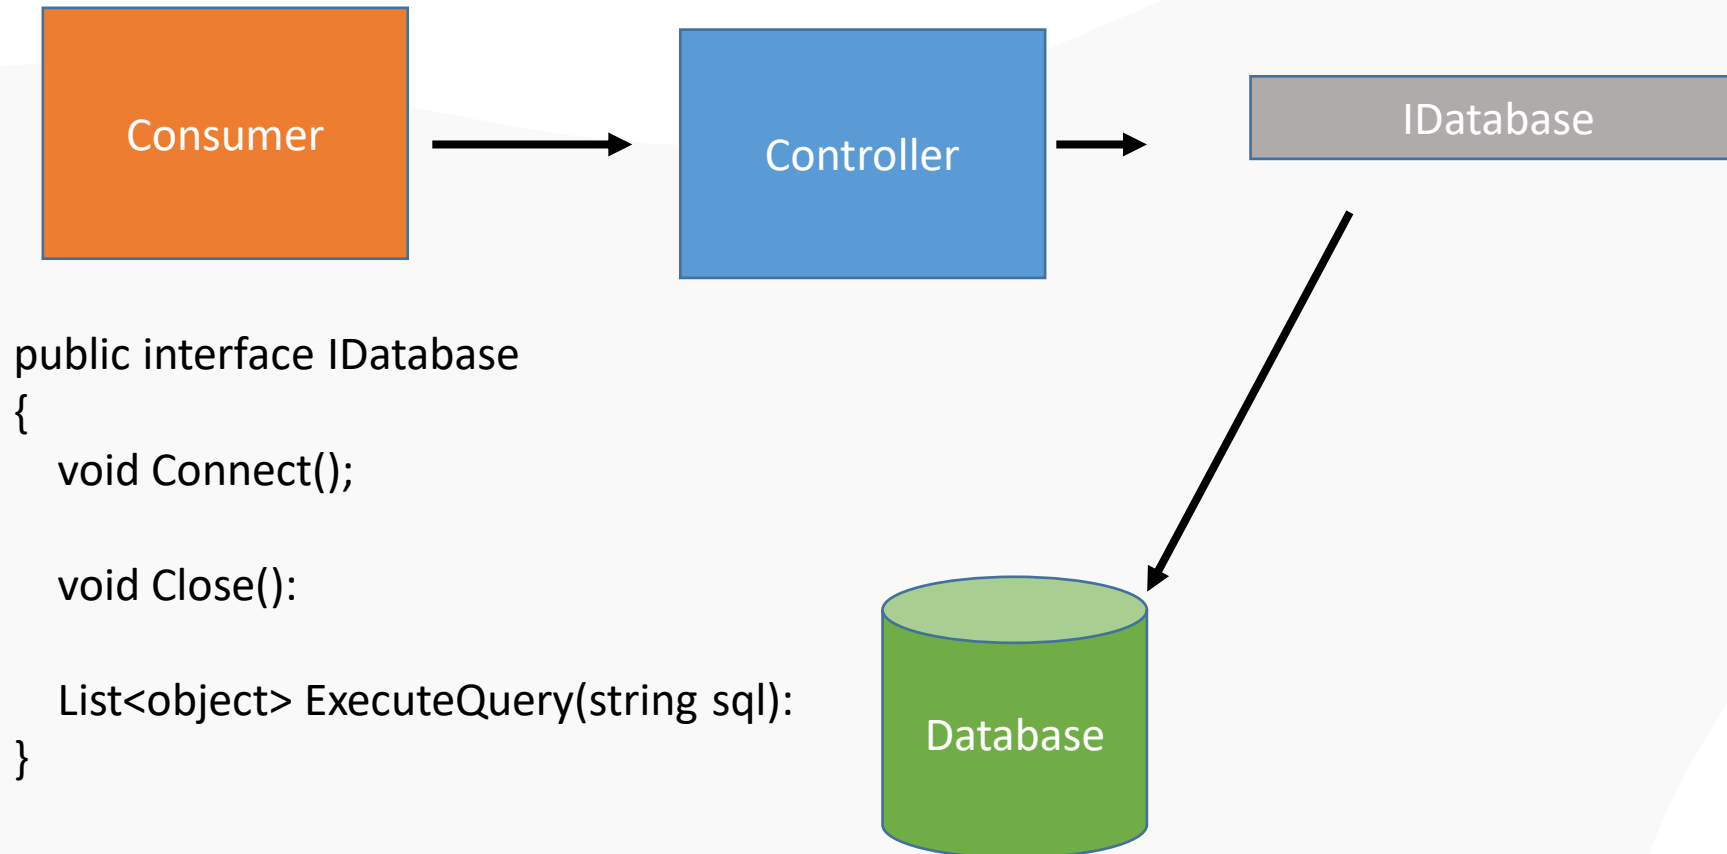 Consumer
Controller
IDatabase
public interface IDatabase
{
void Connect();
void Close():
List<object> ExecuteQuery(string sql):
}
Database